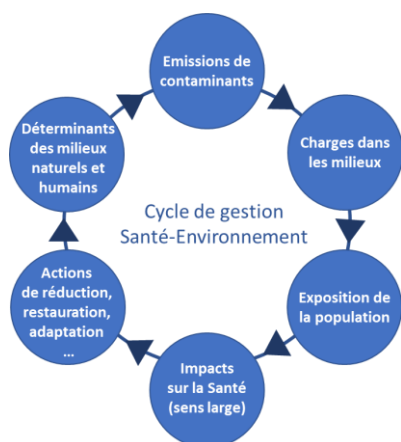 Emissions de
contaminants
Charges dans
les milieux
Exposition de
la population
Impacts
sur la Santé
(sens large)
Actions
de réduction,
restauration,
adaptation
...
Déterminants
des milieux
naturels et
humains
Cycle de gestion
Santé-Environnement